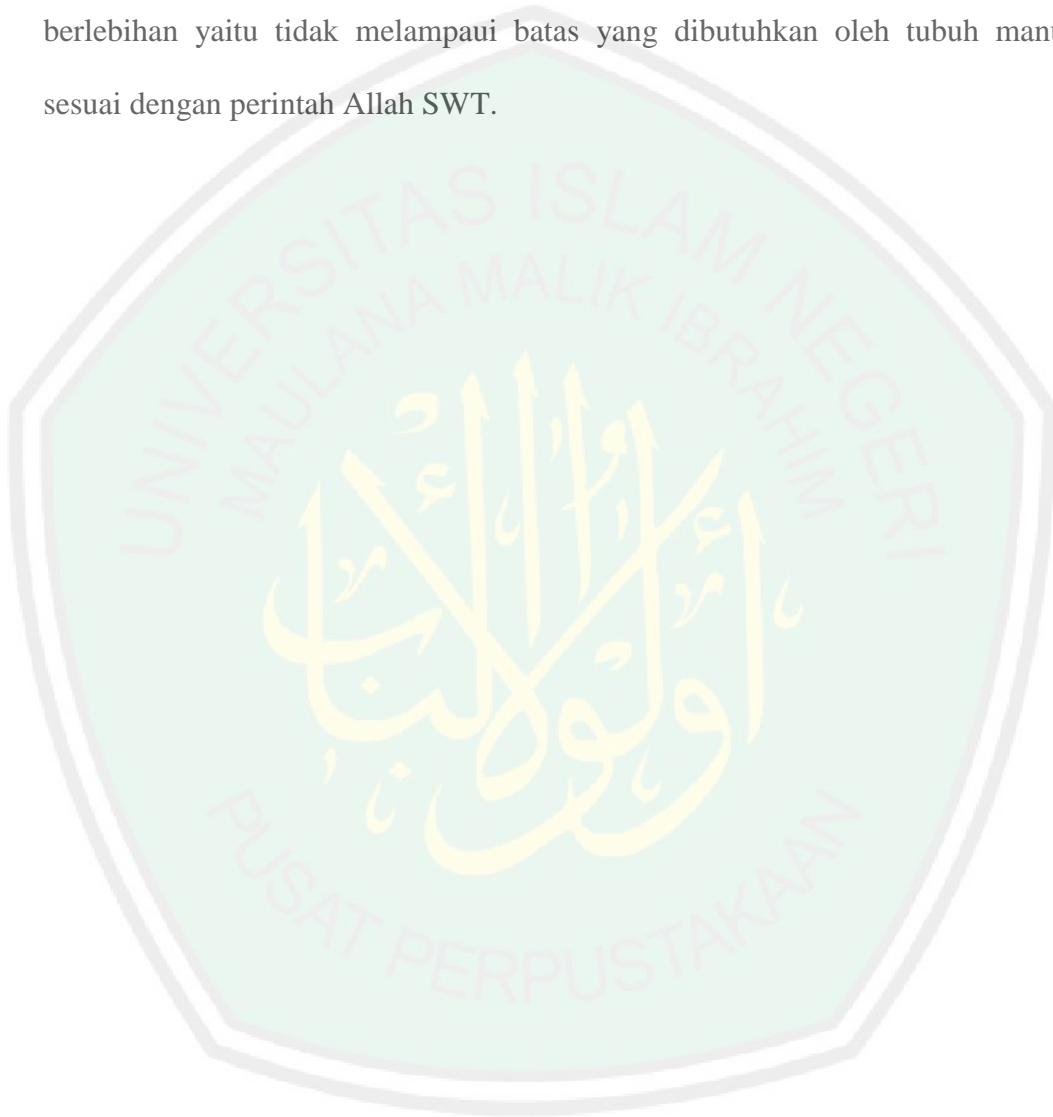 berlebihan yaitu tidak melampaui batas yang dibutuhkan oleh tubuh
sesuai dengan perintah Allah SWT.
UNIVERSITAS ISLAM NEGERI
MAULANA MALIK IBRAHIM
أولو الألباب
PUSAT PERPUSTAKAAN